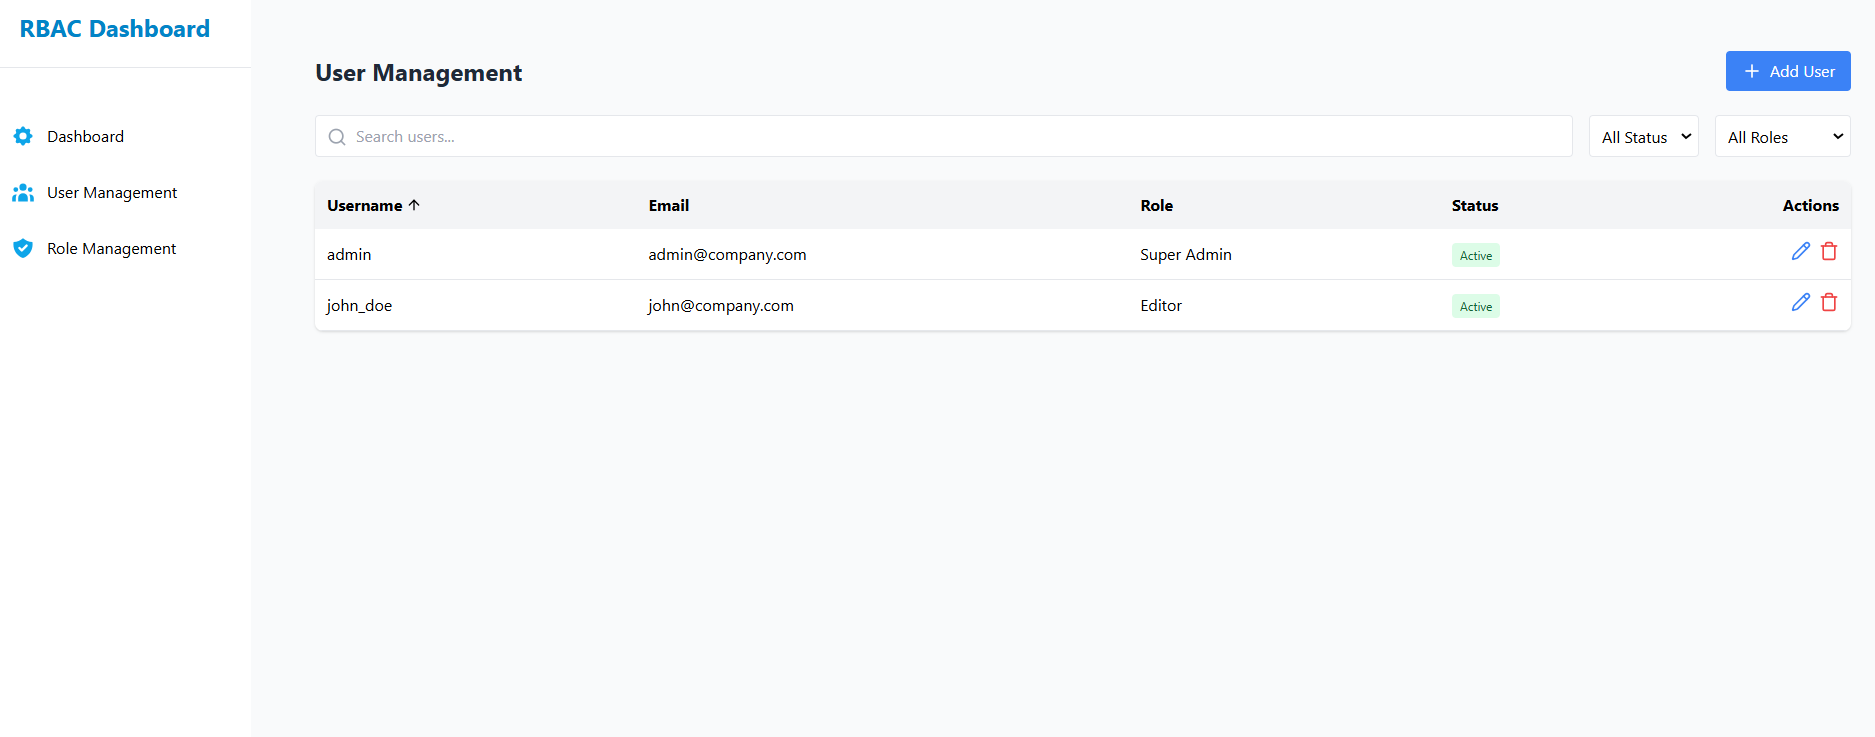 RBAC Dashboard
Dashboard
User Management
Role Management
User Management
Add User
Search users...
All Status
All Roles
Username Email Role Status Actions
admin admin@company.com Super Admin Active
john_doe john@company.com Editor Active